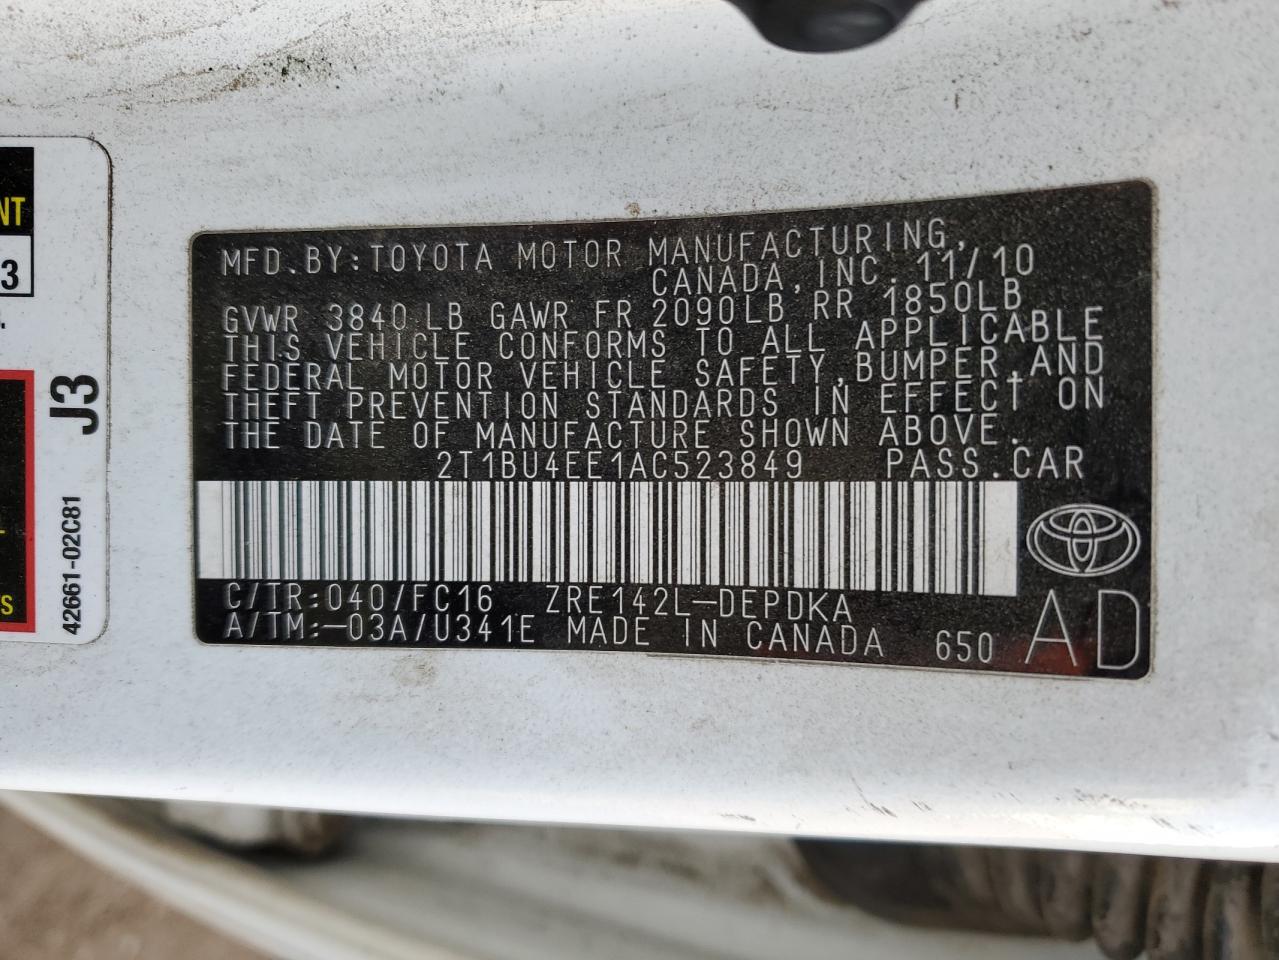 NT
3
J3
42661-02C81
TS
MFD.BY:TOYOTA MOTOR MANUFACTURING,
CANADA,INC. 11/10
GVWR 3840 LB GAWR FR 2090LB RR 1850LB
THIS VEHICLE CONFORMS TO ALL APPLICABLE
FEDERAL MOTOR VEHICLE SAFETY,BUMPER,AND
THEFT PREVENTION STANDARDS IN EFFECT ON
THE DATE OF MANUFACTURE SHOWN ABOVE.
2T1BU4EE1AC523849 PASS.CAR
C/TR:040/FC16 ZRE142L-DEPDKA
A/TM:-03A/U341E MADE IN CANADA 650 AD